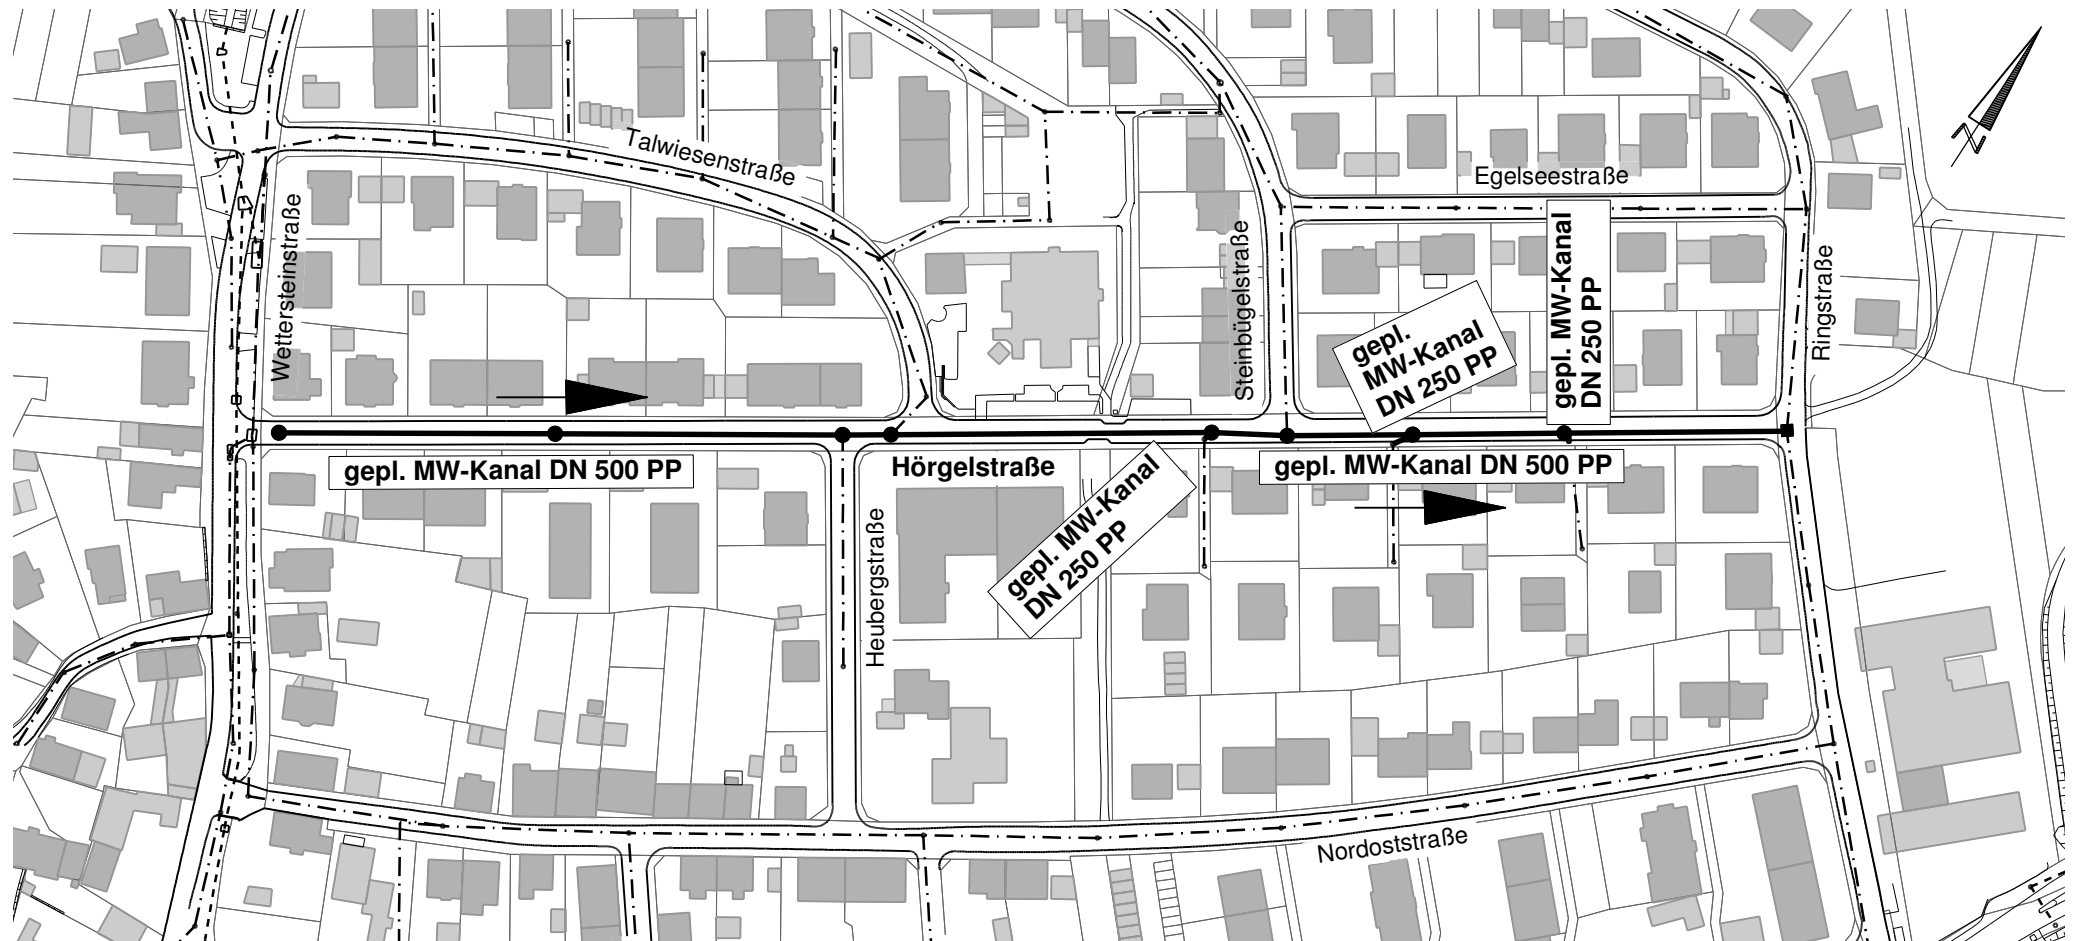 Talwiesenstraße
Egelseestraße
Wettersteinstraße
Steinbügelstraße
Ringstraße
gepl. MW-Kanal
DN 250 PP
gepl.
MW-Kanal
DN 250 PP
gepl. MW-Kanal DN 500 PP
Hörgelstraße
gepl. MW-Kanal DN 500 PP
gepl. MW-Kanal
DN 250 PP
Heubergstraße
Nordoststraße
N